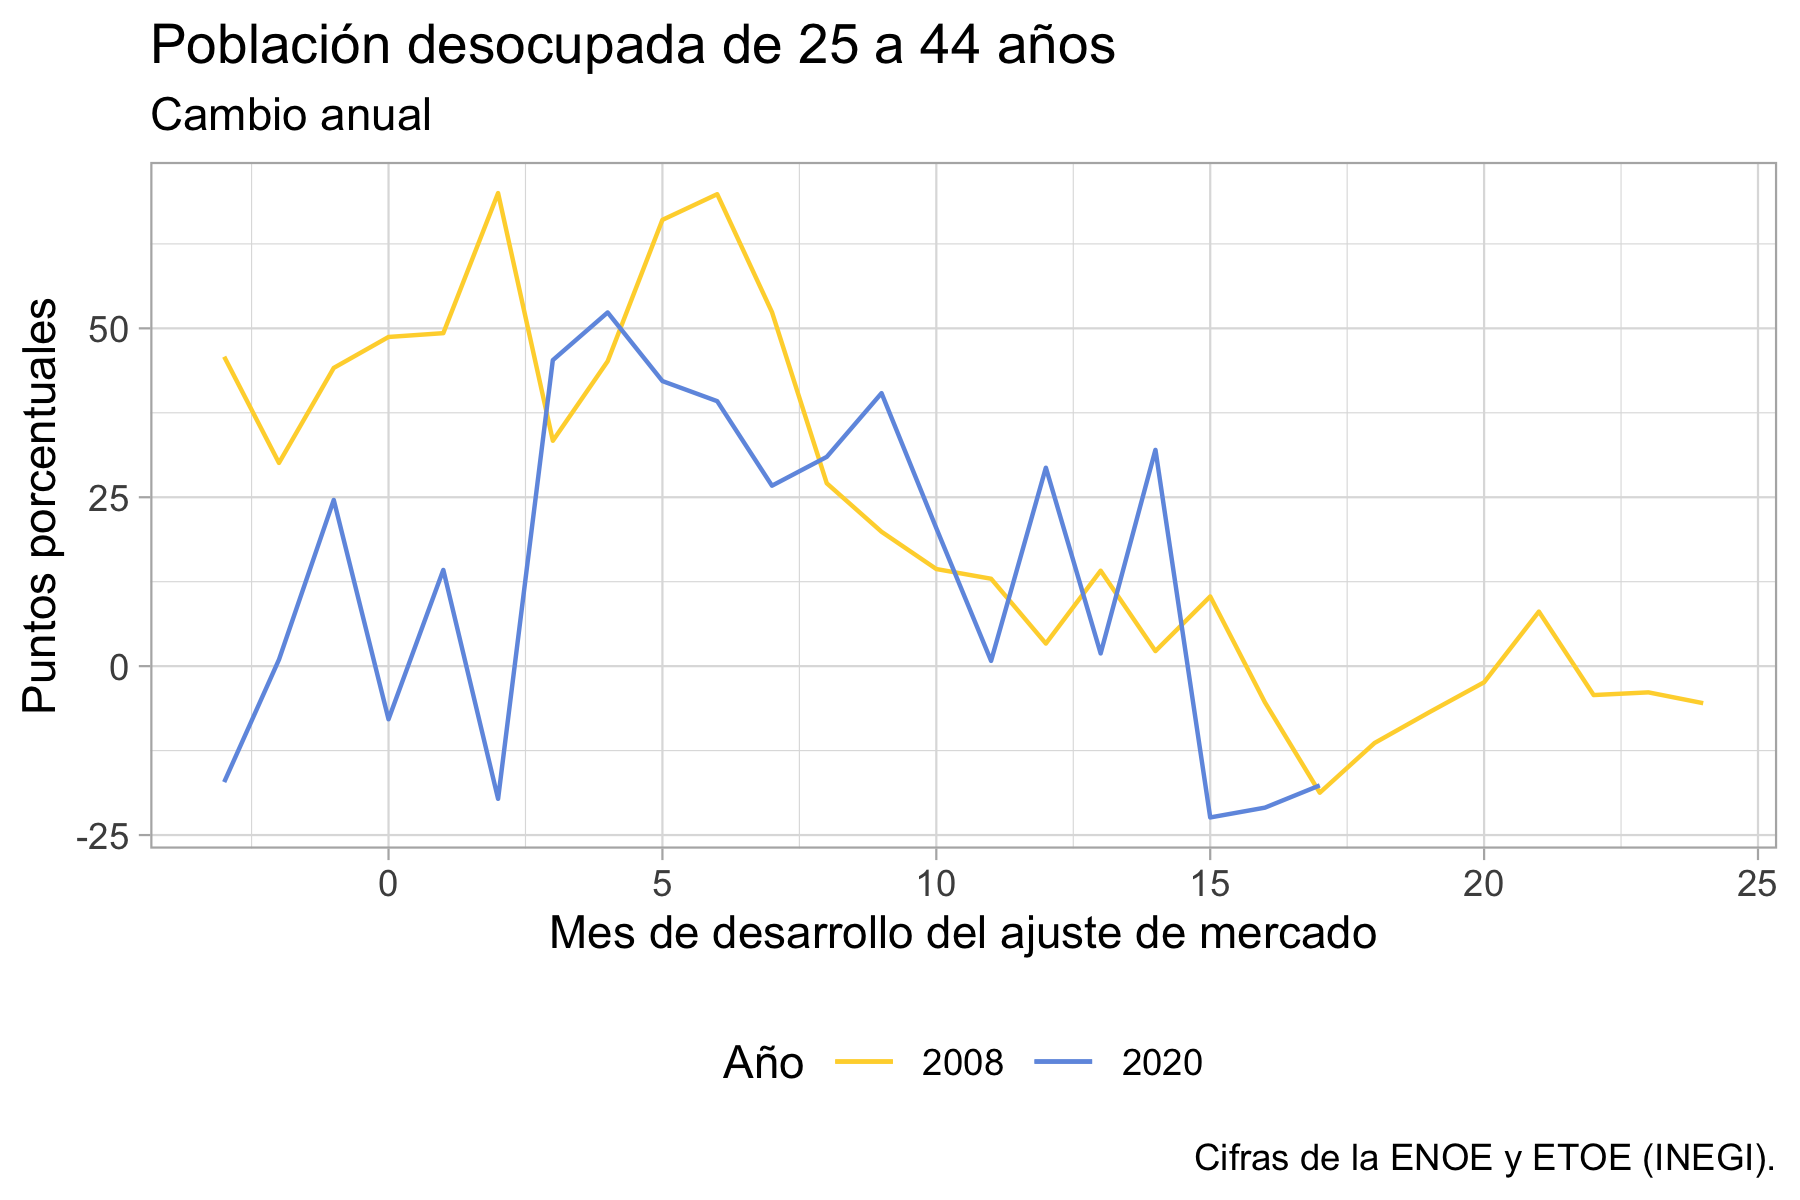 Población desocupada de 25 a 44 años
Cambio anual
Puntos porcentuales
50
25
0
-25
0 5 10 15 20 25
Mes de desarrollo del ajuste de mercado
Año 2008 2020
Cifras de la ENOE y ETOE (INEGI).